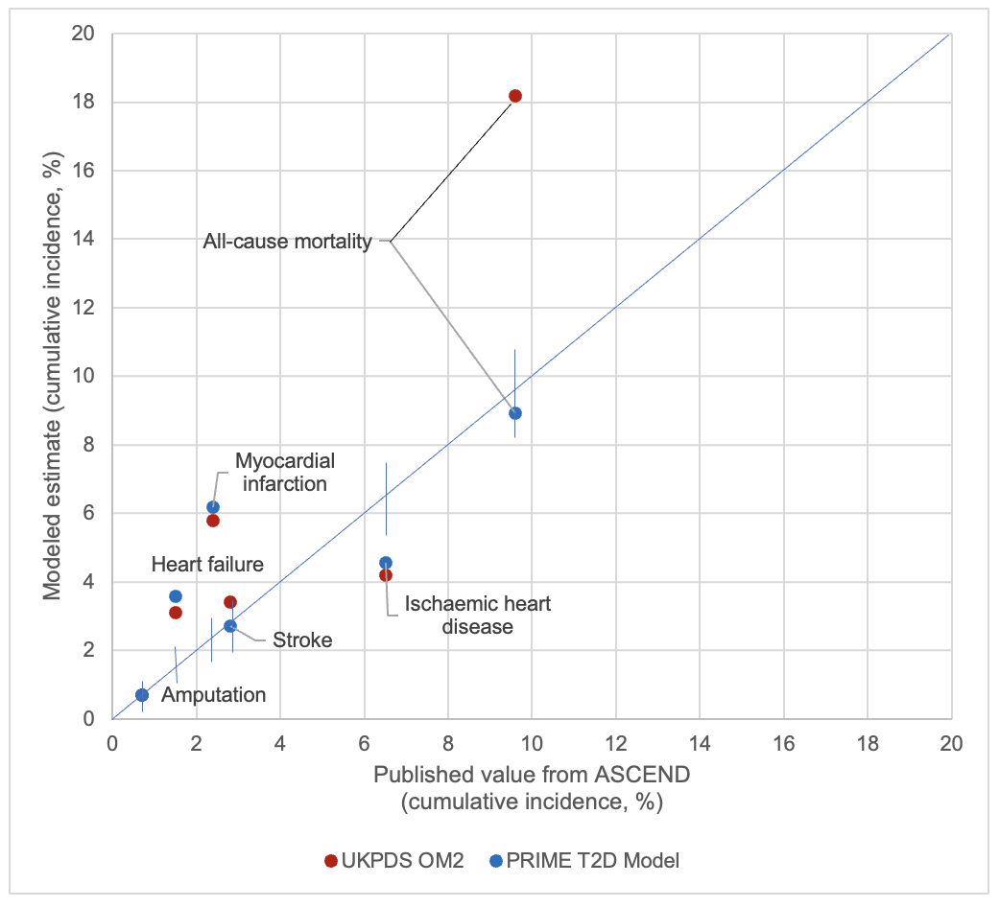 20
18
16
14
12
10
8
6
4
2
0
Modeled estimate (cumulative incidence, %)
All-cause mortality
Myocardial
infarction
Heart failure
Ischaemic heart
disease
Stroke
Amputation
0 2 4 6 8 10 12 14 16 18 20
Published value from ASCEND
(cumulative incidence, %)
UKPDS OM2 PRIME T2D Model